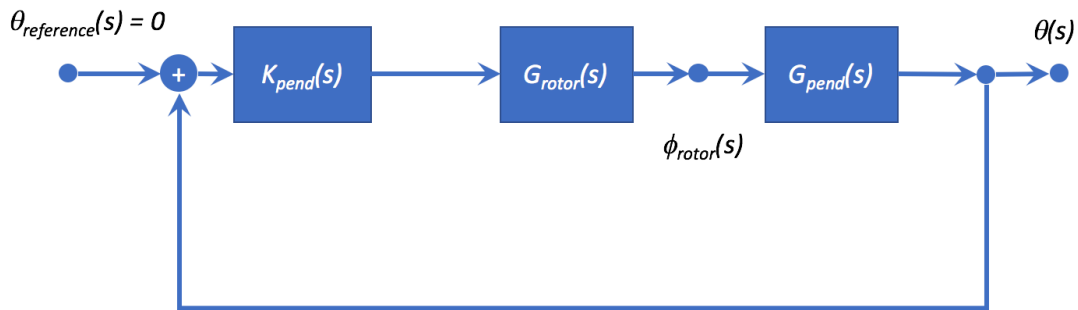 θreference(s) = 0
θ(s)
+
Kpend(s)
Grotor(s)
Gpend(s)
ϕrotor(s)